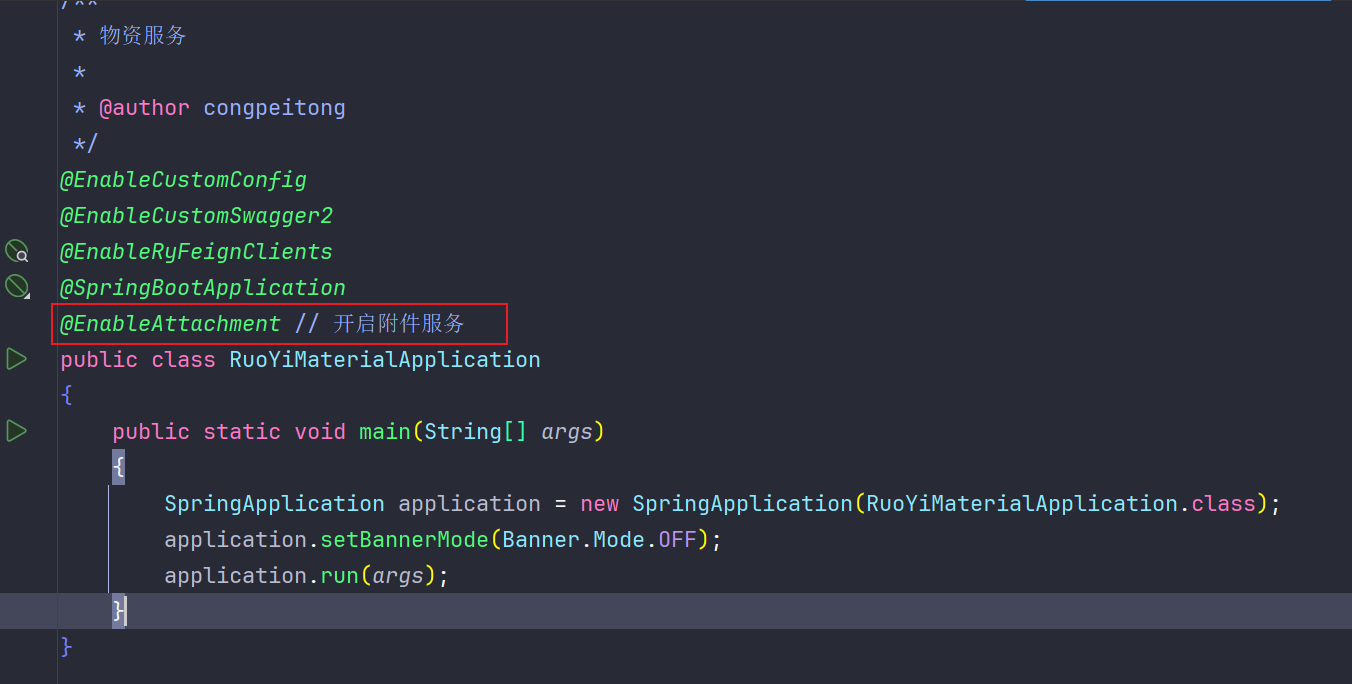 /**
* 物资服务
*
* @author congpeitong
*/
@EnableCustomConfig
@EnableCustomSwagger2
@EnableRyFeignClients
@SpringBootApplication
@EnableAttachment // 开启附件服务
public class RuoYiMaterialApplication
{
public static void main(String[] args)
{
SpringApplication application = new SpringApplication(RuoYiMaterialApplication.class);
application.setBannerMode(Banner.Mode.OFF);
application.run(args);
}
}